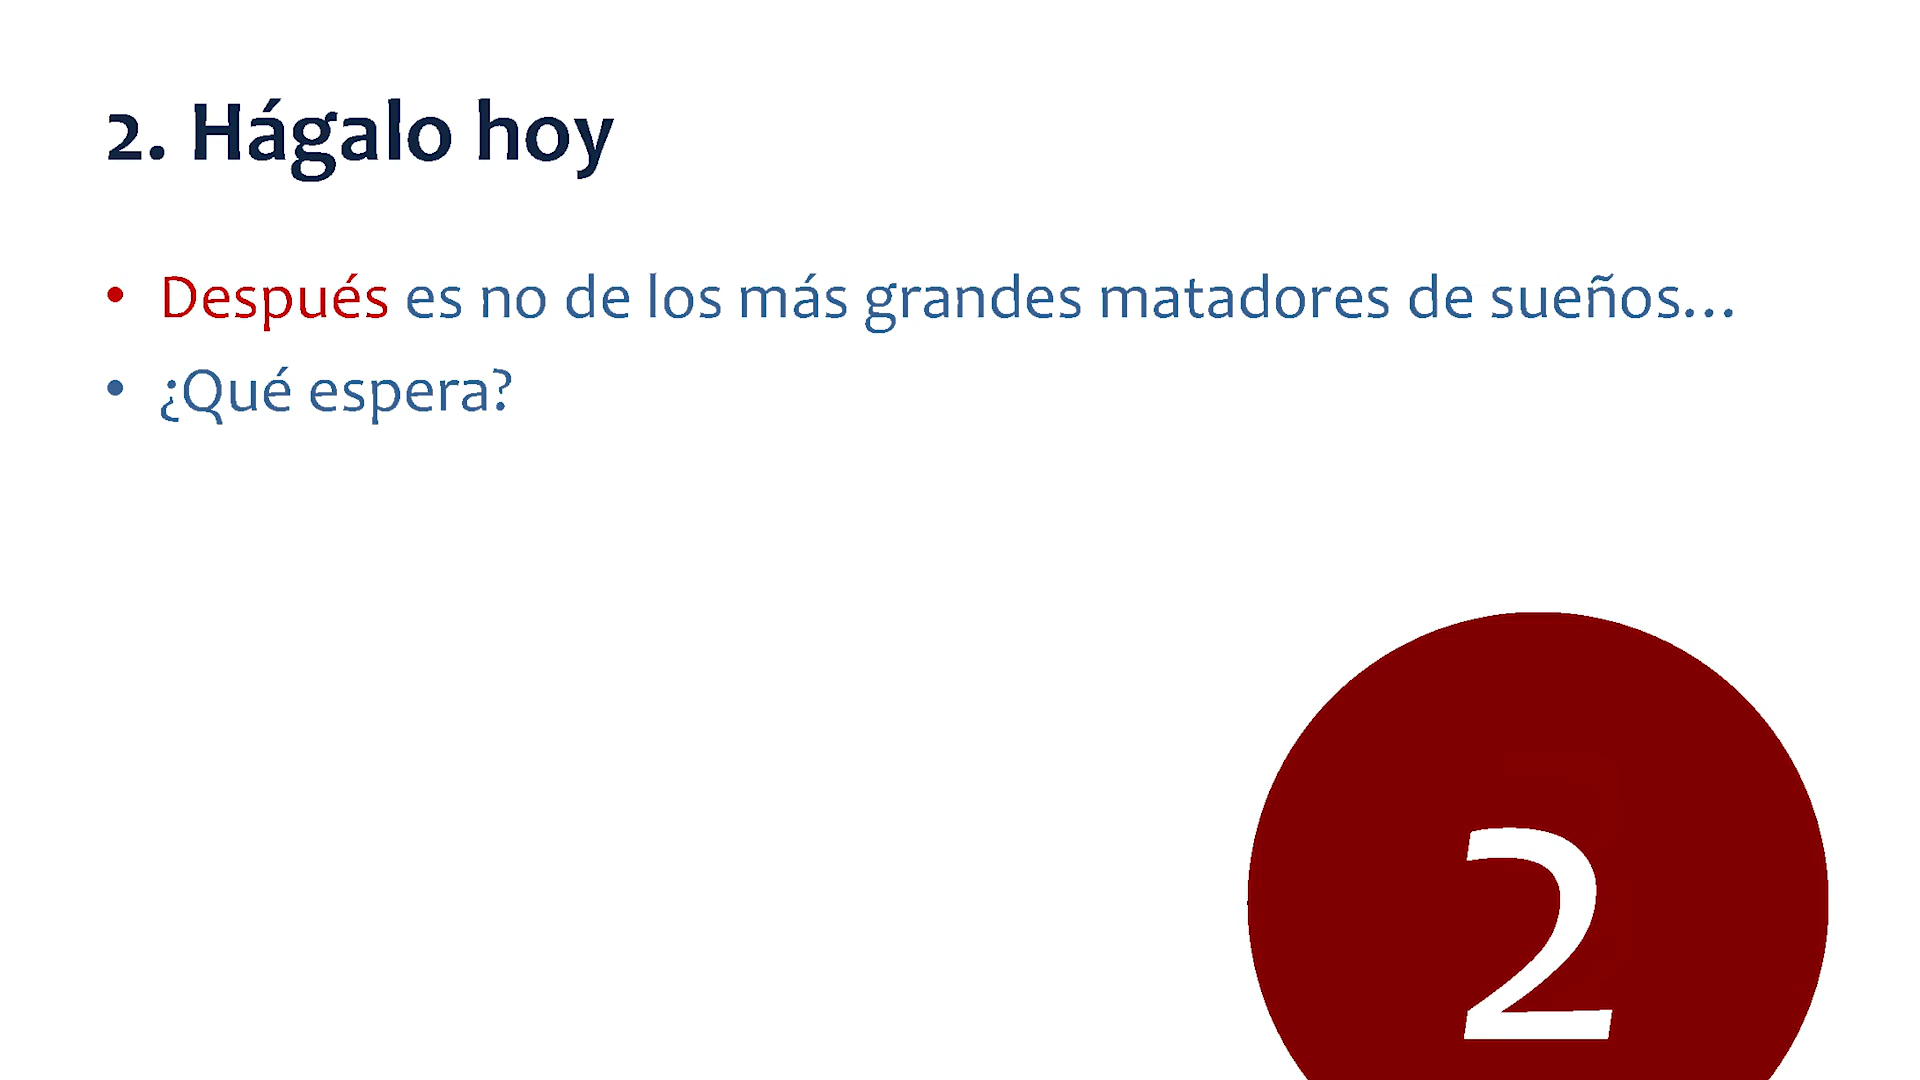 2. Hágalo hoy
• Después es no de los más grandes matadores de sueños...
• ¿Qué espera?
2